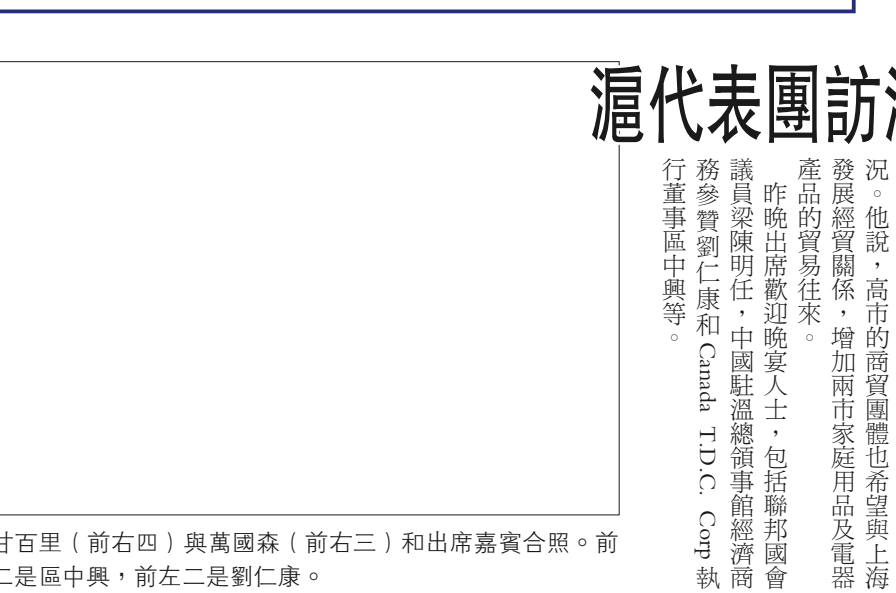 滬代表團訪
況。他說，高市的商貿團體也希望與上海
發展經貿關係，增加兩市家庭用品及電器
產品的貿易往來。
昨晚出席歡迎晚宴人士，包括聯邦國會
議員梁陳明任，中國駐溫總領事館經濟商
務參贊劉仁康和 Canada T.D.C. Corp 執
行董事區中興等。
甘百里（前右四）與萬國森（前右三）和出席嘉賓合照。前
二是區中興，前左二是劉仁康。